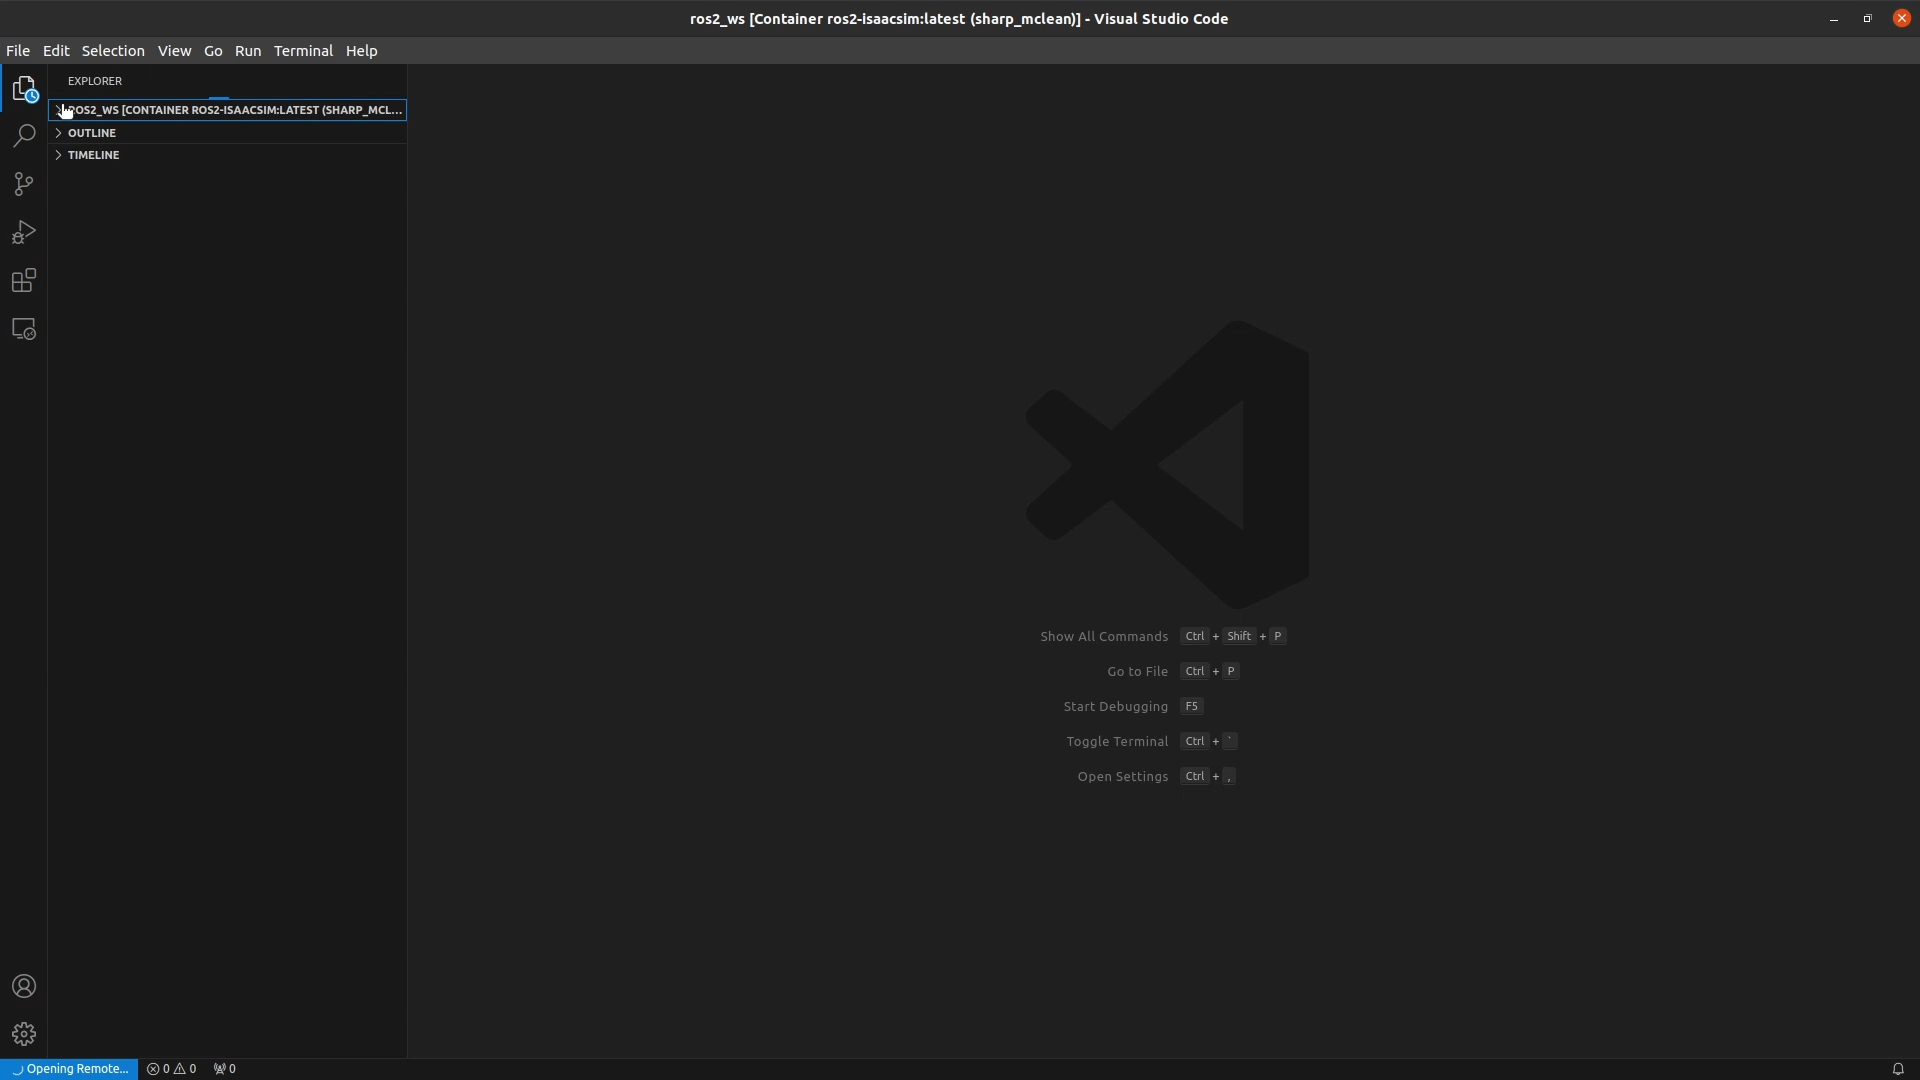 ros2_ws [Container ros2-isaacsim:latest (sharp_mclean)] - Visual Studio Code
File Edit Selection View Go Run Terminal Help
EXPLORER
ROS2_WS [CONTAINER ROS2-ISAACSIM:LATEST (SHARP_MCL...
OUTLINE
TIMELINE
Show All Commands Ctrl + Shift + P
Go to File Ctrl + P
Start Debugging F5
Toggle Terminal Ctrl + `
Open Settings Ctrl + ,
Opening Remote... 0 0 0